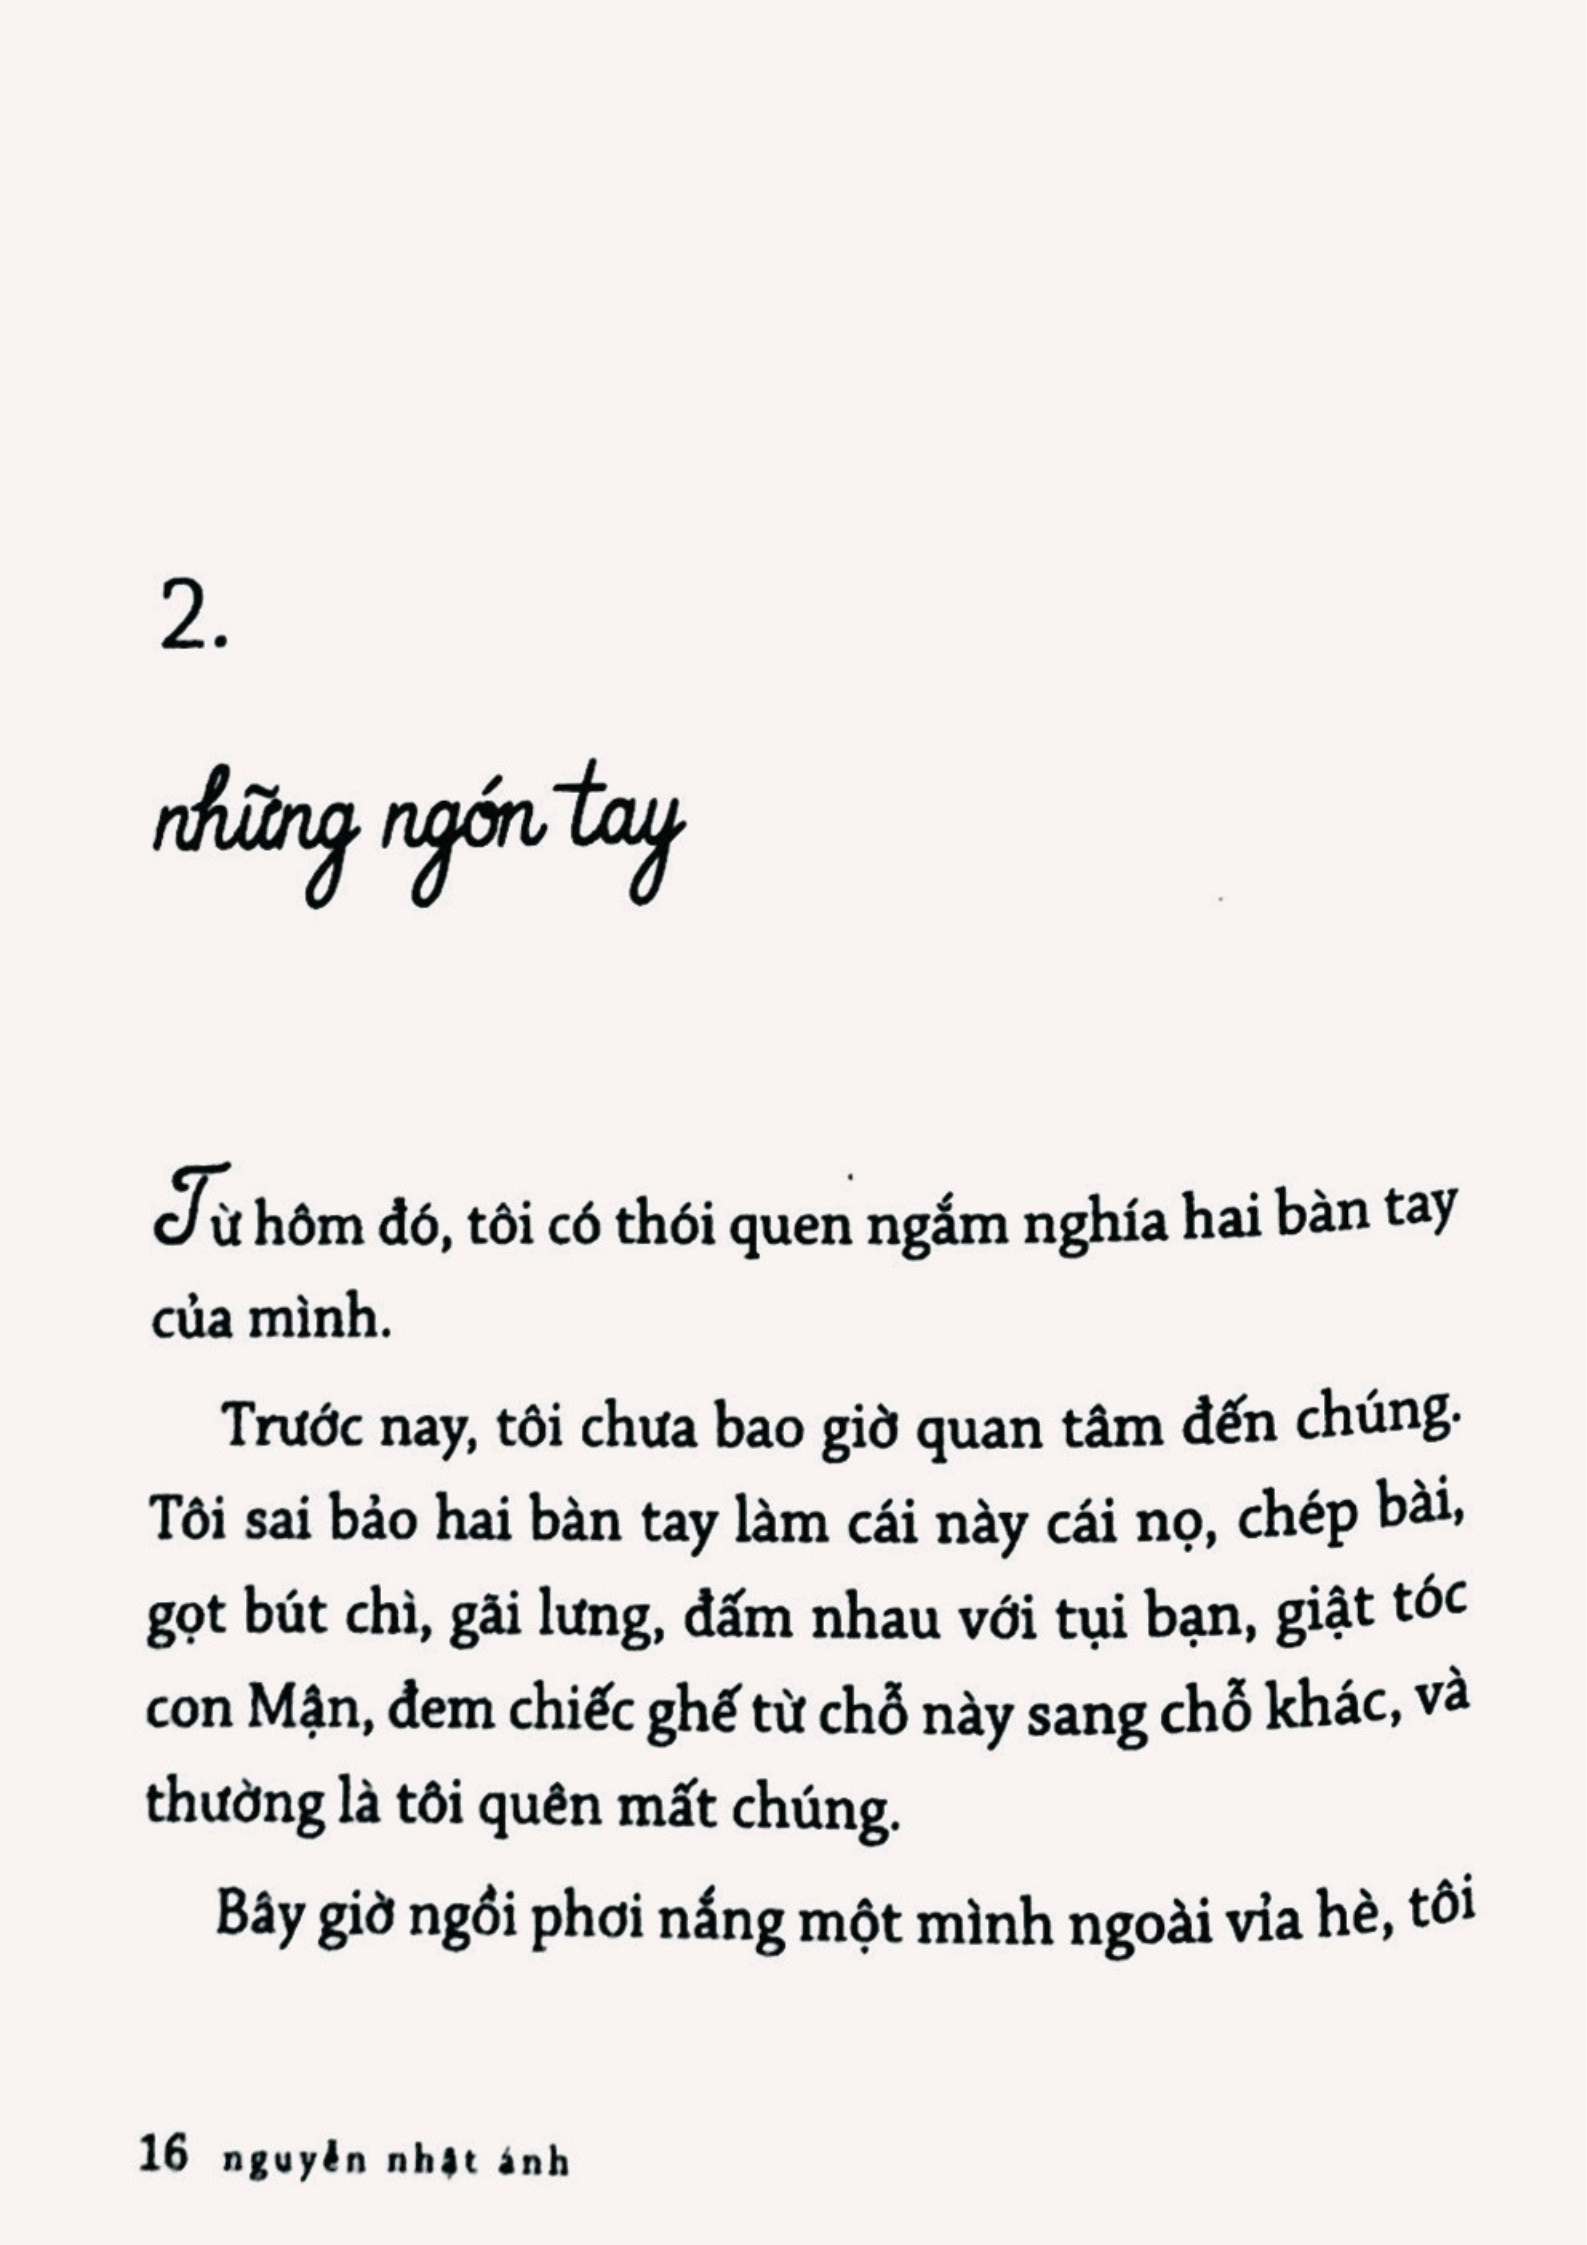 2.
những ngón tay
Từ hôm đó, tôi có thói quen ngắm nghía hai bàn tay
của mình.
Trước nay, tôi chưa bao giờ quan tâm đến chúng.
Tôi sai bảo hai bàn tay làm cái này cái nọ, chép bài,
gọt bút chì, gãi lưng, đấm nhau với tụi bạn, giật tóc
con Mận, đem chiếc ghế từ chỗ này sang chỗ khác, và
thường là tôi quên mất chúng.
Bây giờ ngồi phơi nắng một mình ngoài vỉa hè, tôi
16 nguyễn nhật ánh